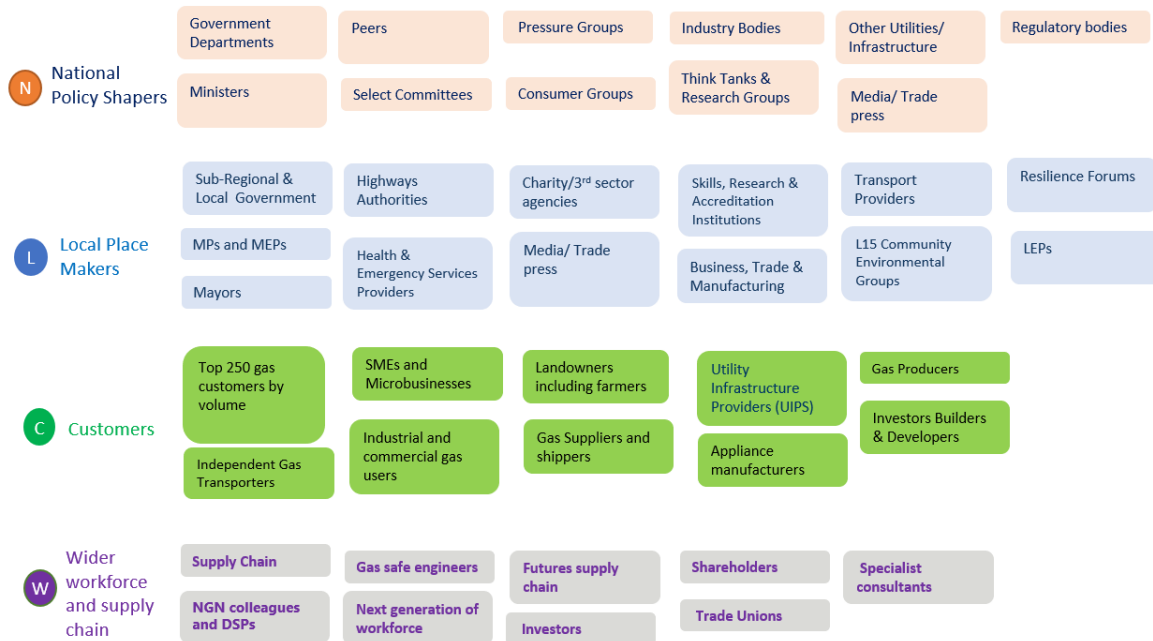 N
National
Policy Shapers
Government
Departments
Peers
Pressure Groups
Industry Bodies
Other Utilities/
Infrastructure
Regulatory bodies
Ministers
Select Committees
Consumer Groups
Think Tanks &
Research Groups
Media/ Trade
press
L
Local Place
Makers
Sub-Regional &
Local Government
Highways
Authorities
Charity/3rd sector
agencies
Skills, Research &
Accreditation
Institutions
Transport
Providers
Resilience Forums
MPs and MEPs
Health &
Emergency Services
Providers
Media/ Trade
press
Business, Trade &
Manufacturing
L15 Community
Environmental
Groups
LEPs
Mayors
C
Customers
Top 250 gas
customers by
volume
SMEs and
Microbusinesses
Landowners
including farmers
Utility
Infrastructure
Providers (UIPS)
Gas Producers
Independent Gas
Transporters
Industrial and
commercial gas
users
Gas Suppliers and
shippers
Appliance
manufacturers
Investors Builders
& Developers
W
Wider
workforce
and supply
chain
Supply Chain
Gas safe engineers
Futures supply
chain
Shareholders
Specialist
consultants
NGN colleagues
and DSPs
Next generation of
workforce
Investors
Trade Unions